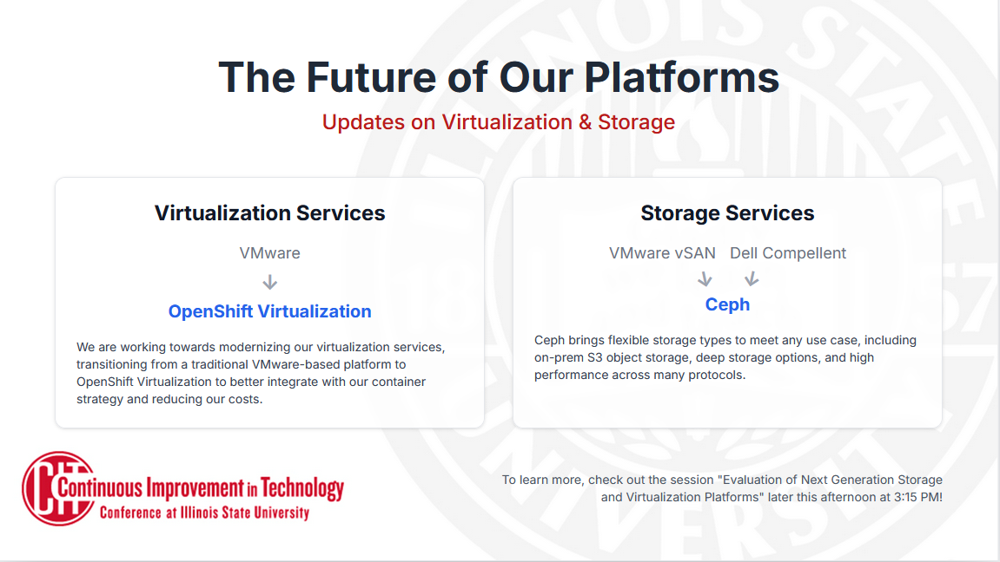 The Future of Our Platforms
Updates on Virtualization & Storage
Virtualization Services
VMware
OpenShift Virtualization
We are working towards modernizing our virtualization services,
transitioning from a traditional VMware-based platform to
OpenShift Virtualization to better integrate with our container
strategy and reducing our costs.
Storage Services
VMware vSAN Dell Compellent
Ceph
Ceph brings flexible storage types to meet any use case, including
on-prem S3 object storage, deep storage options, and high
performance across many protocols.
CIT
Continuous Improvement in Technology
Conference at Illinois State University
To learn more, check out the session "Evaluation of Next Generation Storage
and Virtualization Platforms" later this afternoon at 3:15 PM!
ILLINOIS STATE
UNIVERSITY
18 57